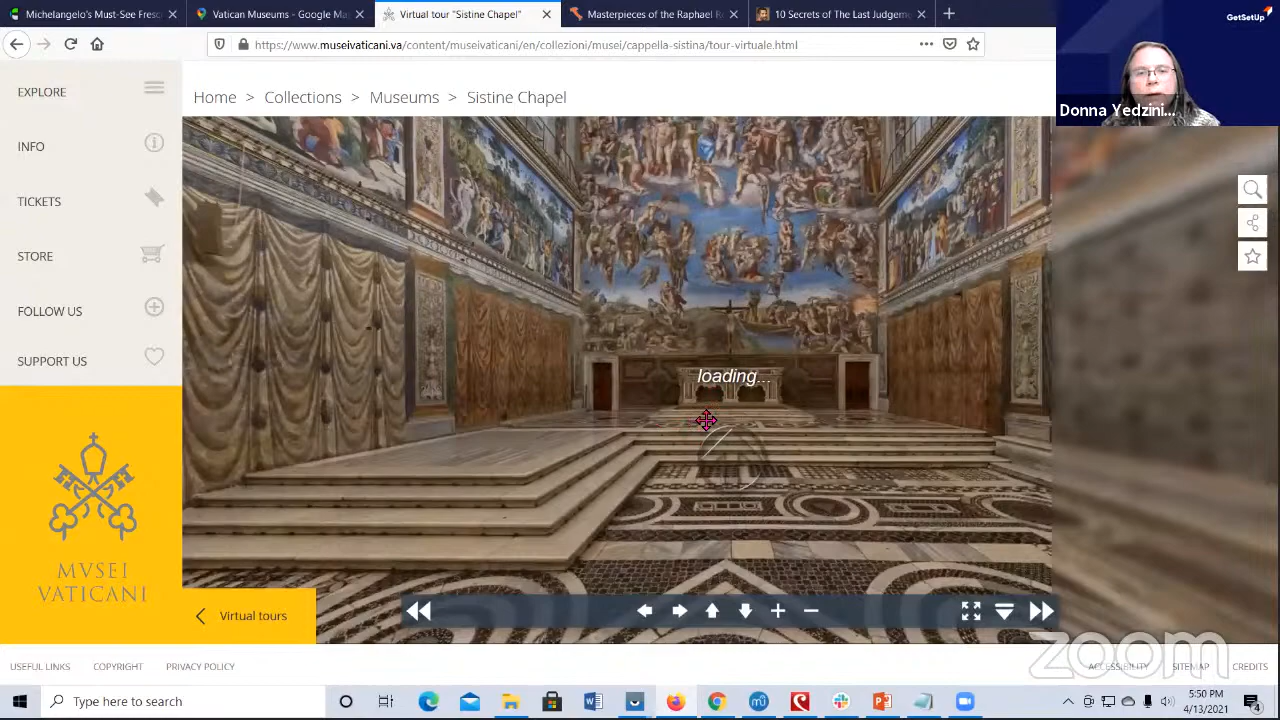 Michelangelo's Must-See Fresc
Vatican Museums - Google Ma
Virtual tour "Sistine Chapel"
Masterpieces of the Raphael R
10 Secrets of The Last Judgeme
GetSetUp
https://www.museivaticani.va/content/museivaticani/en/collezioni/musei/cappella-sistina/tour-virtuale.html
Donna Yedzini...
EXPLORE
Home > Collections > Museums > Sistine Chapel
INFO
TICKETS
STORE
FOLLOW US
SUPPORT US
loading...
MVSEI
VATICANI
Virtual tours
zoom
USEFUL LINKS COPYRIGHT PRIVACY POLICY ACCESSIBILITY SITEMAP CREDITS
Type here to search
5:50 PM
4/13/2021
4